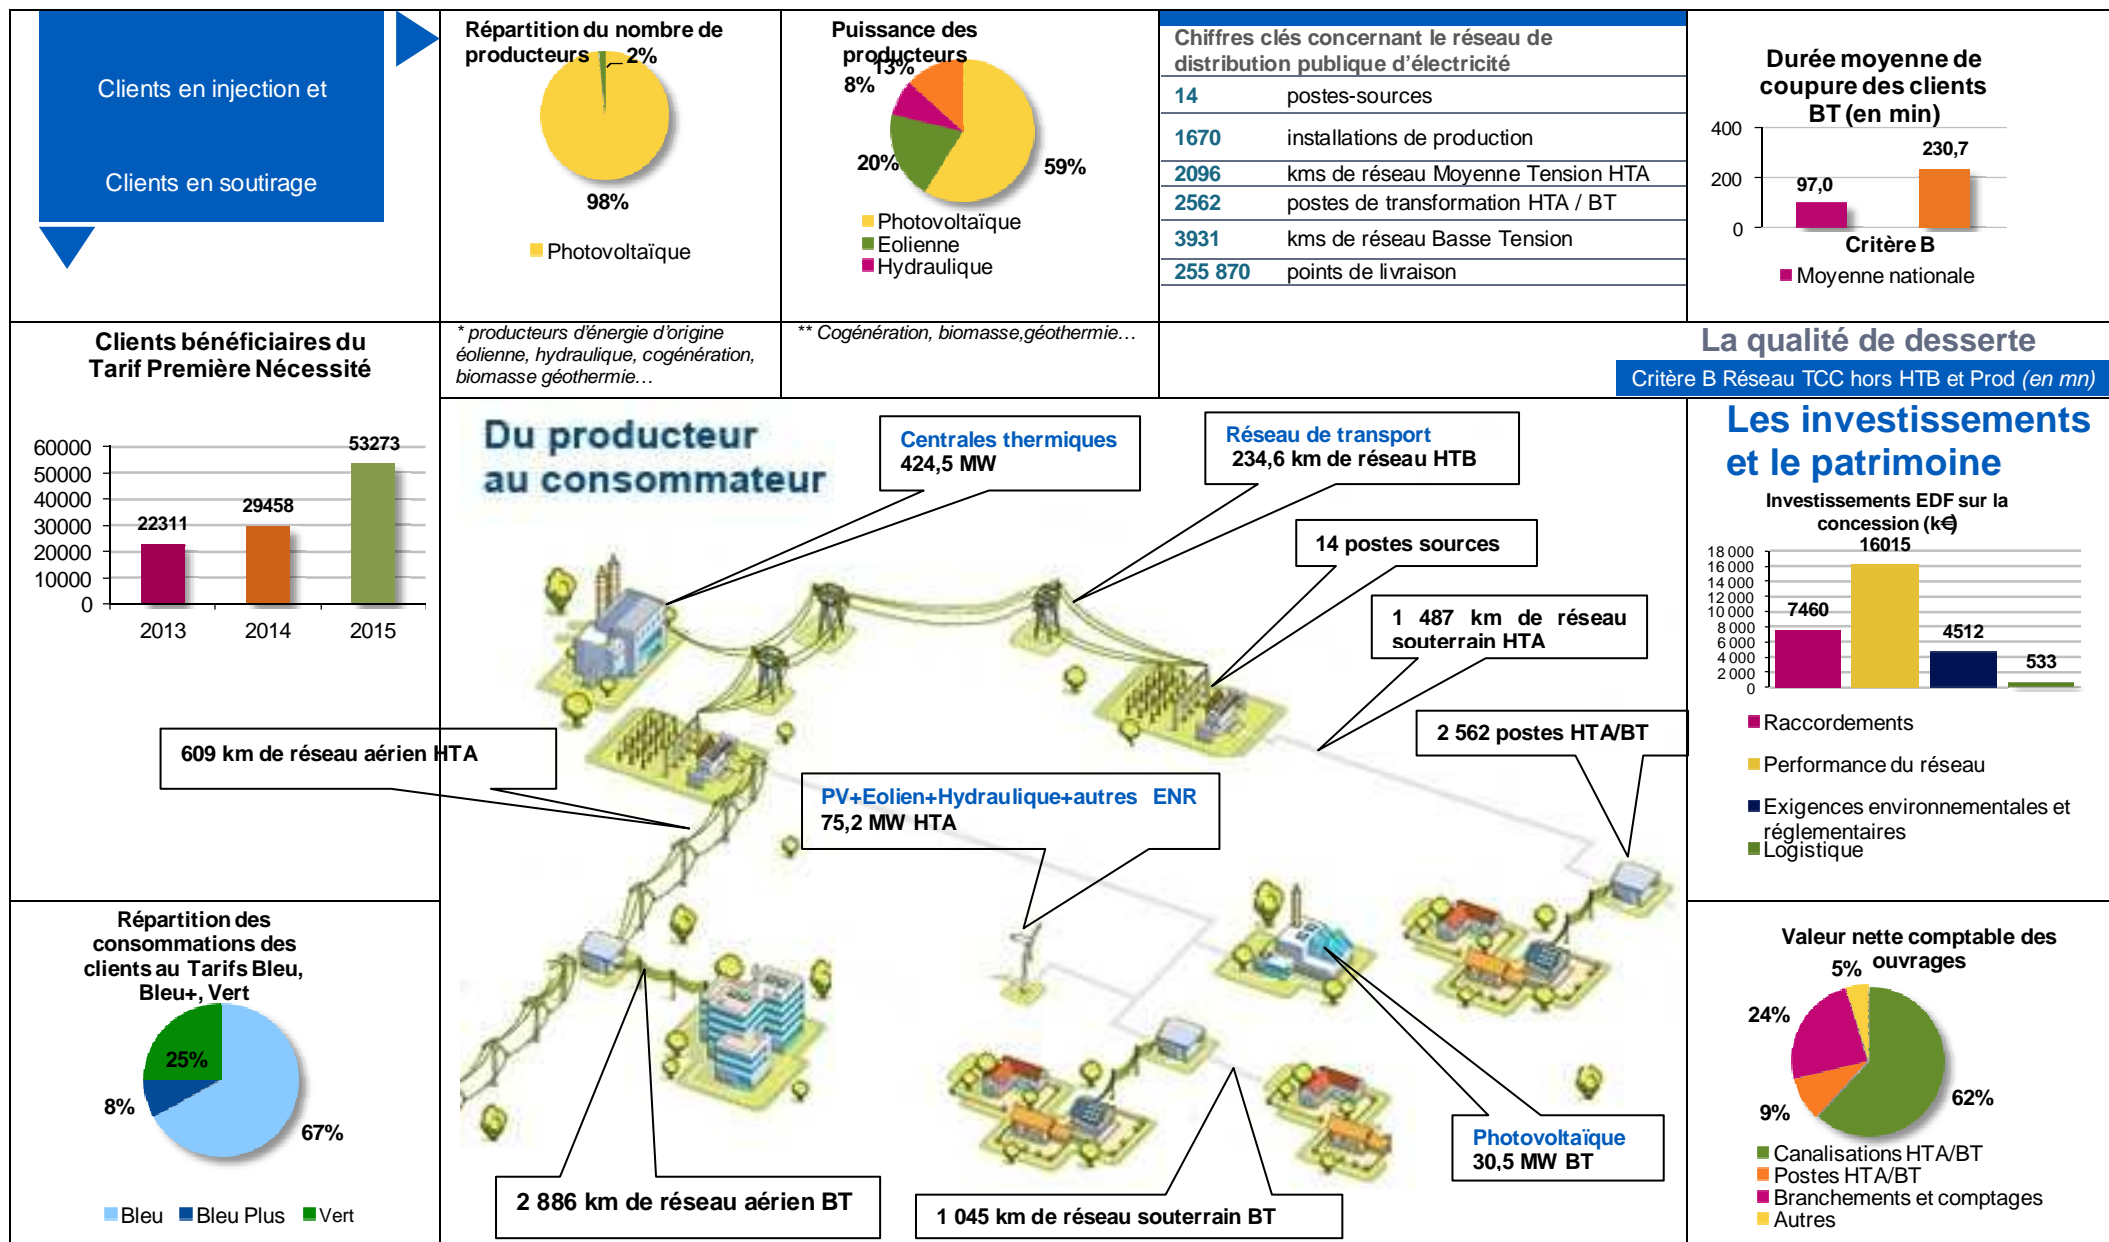 Clients en injection et
Clients en soutirage
Répartition du nombre de
producteurs
2%
98%
Photovoltaïque
Puissance des
producteurs
13%
8%
20%
59%
Photovoltaïque
Eolienne
Hydraulique
Chiffres clés concernant le réseau de
distribution publique d'électricité
14 postes-sources
1670 installations de production
2096 kms de réseau Moyenne Tension HTA
2562 postes de transformation HTA / BT
3931 kms de réseau Basse Tension
255 870 points de livraison
Durée moyenne de
coupure des clients
BT (en min)
400
200
0
97,0
230,7
Critère B
Moyenne nationale
* producteurs d'énergie d'origine
éolienne, hydraulique, cogénération,
biomasse géothermie…
** Cogénération, biomasse,géothermie…
La qualité de desserte
Critère B Réseau TCC hors HTB et Prod (en mn)
Clients bénéficiaires du
Tarif Première Nécessité
60000
50000
40000
30000
20000
10000
0
22311
29458
53273
2013 2014 2015
Du producteur
au consommateur
Centrales thermiques
424,5 MW
Réseau de transport
234,6 km de réseau HTB
14 postes sources
1 487 km de réseau
souterrain HTA
2 562 postes HTA/BT
609 km de réseau aérien HTA
PV+Eolien+Hydraulique+autres ENR
75,2 MW HTA
Photovoltaïque
30,5 MW BT
2 886 km de réseau aérien BT
1 045 km de réseau souterrain BT
Les investissements
et le patrimoine
Investissements EDF sur la
concession (k€)
18 000
16 000
14 000
12 000
10 000
8 000
6 000
4 000
2 000
0
7460
16015
4512
533
Raccordements
Performance du réseau
Exigences environnementales et
réglementaires
Logistique
Répartition des
consommations des
clients au Tarifs Bleu,
Bleu+, Vert
25%
8%
67%
Bleu Bleu Plus Vert
Valeur nette comptable des
ouvrages
5%
24%
9%
62%
Canalisations HTA/BT
Postes HTA/BT
Branchements et comptages
Autres